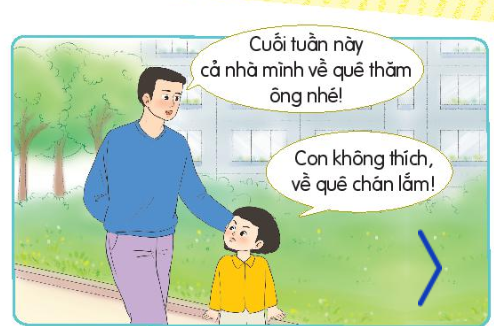 Cuối tuần này
cả nhà mình về quê thăm
ông nhé!
Con không thích,
về quê chán lắm!